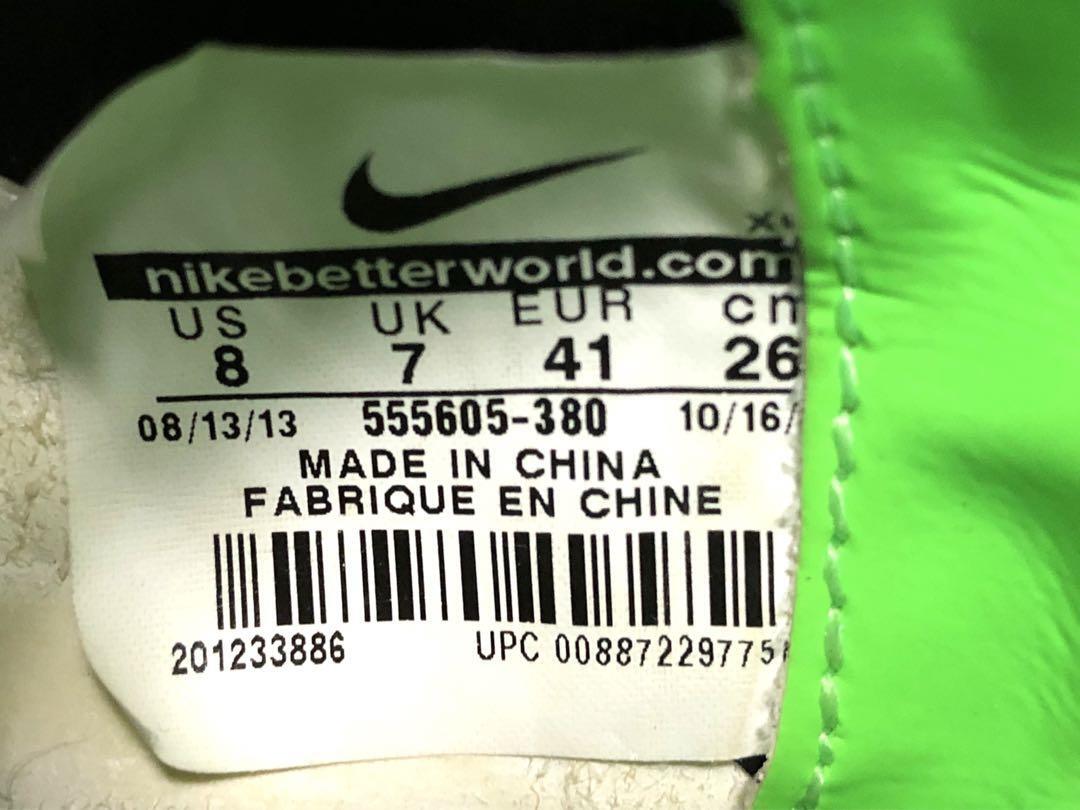 nikebetterworld.com
US UK EUR cm
8 7 41 26
08/13/13 555605-380 10/16/
MADE IN CHINA
FABRIQUE EN CHINE
201233886 UPC 00887229775